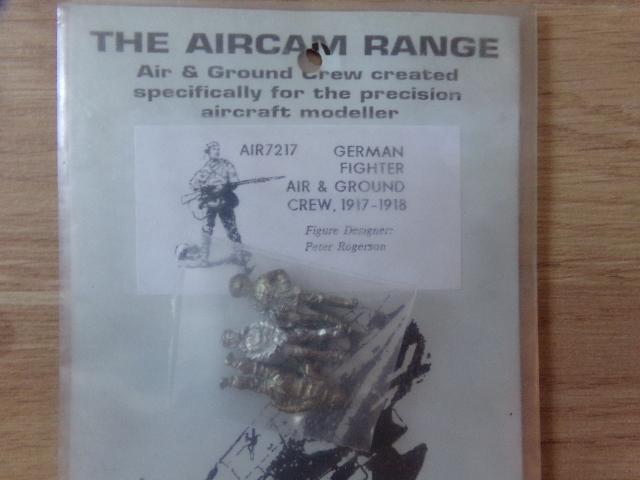 THE AIRCAM RANGE
Air & Ground Crew created
specifically for the precision
aircraft modeller
AIR7217 GERMAN
FIGHTER
AIR & GROUND
CREW, 1917-1918
Figure Designer:
Peter Rogerson